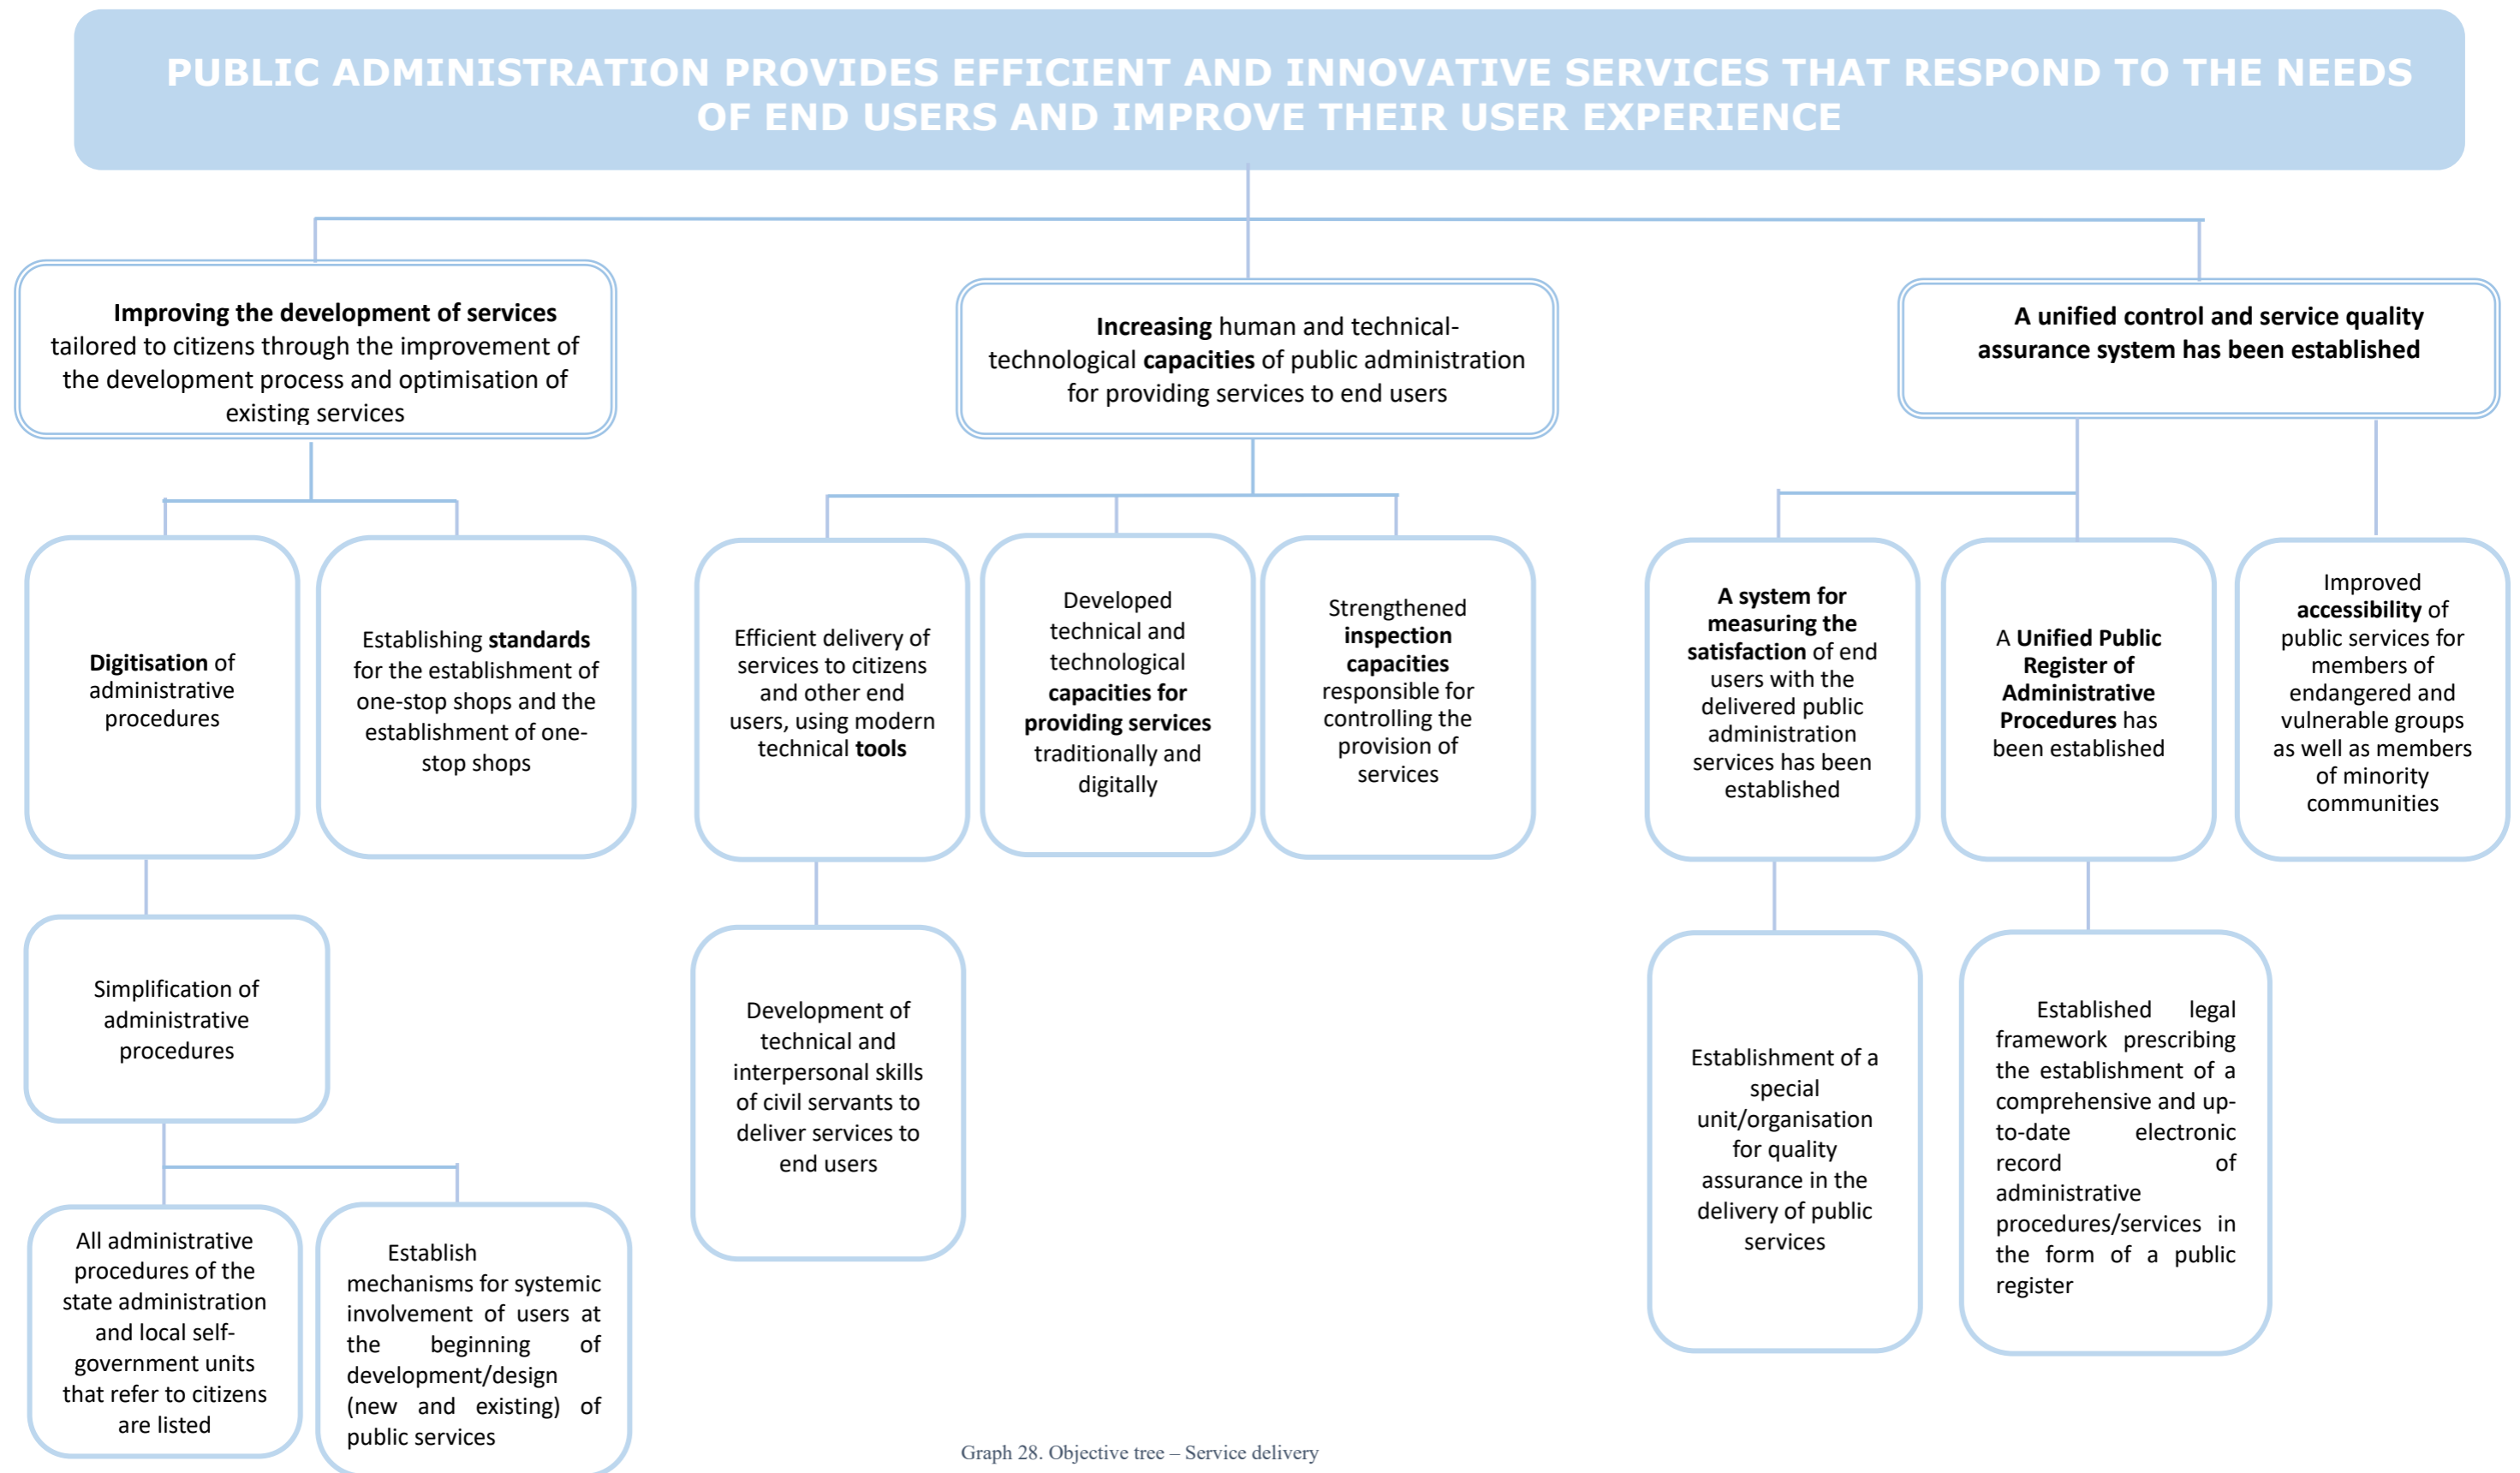 PUBLIC ADMINISTRATION PROVIDES EFFICIENT AND INNOVATIVE SERVICES THAT RESPOND TO THE NEEDS
OF END USERS AND IMPROVE THEIR USER EXPERIENCE
Improving the development of services
tailored to citizens through the improvement of
the development process and optimisation of
existing services
Increasing human and technical-
technological capacities of public administration
for providing services to end users
A unified control and service quality
assurance system has been established
Digitisation of
administrative
procedures
Establishing standards
for the establishment of
one-stop shops and the
establishment of one-
stop shops
Efficient delivery of
services to citizens
and other end
users, using modern
technical tools
Developed
technical and
technological
capacities for
providing services
traditionally and
digitally
Strengthened
inspection
capacities
responsible for
controlling the
provision of
services
A system for
measuring the
satisfaction of end
users with the
delivered public
administration
services has been
established
A Unified Public
Register of
Administrative
Procedures has
been established
Improved
accessibility of
public services for
members of
endangered and
vulnerable groups
as well as members
of minority
communities
Simplification of
administrative
procedures
Development of
technical and
interpersonal skills
of civil servants to
deliver services to
end users
Establishment of a
special
unit/organisation
for quality
assurance in the
delivery of public
services
Established legal
framework prescribing
the establishment of a
comprehensive and up-
to-date electronic
record of
administrative
procedures/services in
the form of a public
register
All administrative
procedures of the
state administration
and local self-
government units
that refer to citizens
are listed
Establish
mechanisms for systemic
involvement of users at
the beginning of
development/design
(new and existing) of
public services
Graph 28. Objective tree – Service delivery